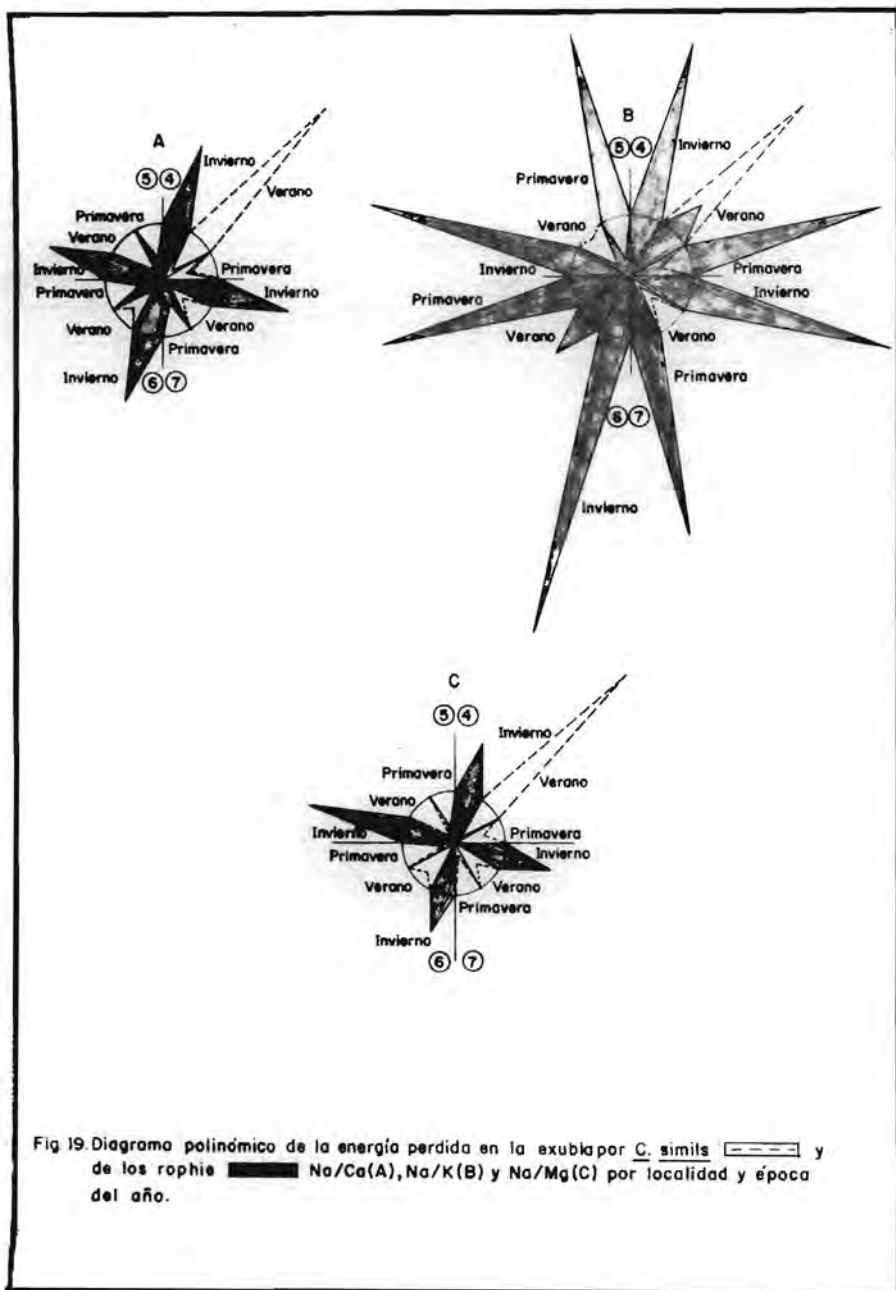 A
⑤④
Invierno
Primavera
Verano
Verano
Invierno
Primavera
Primavera
Invierno
Verano
Verano
Primavera
Invierno
⑥⑦
B
⑤④
Invierno
Primavera
Verano
Verano
Invierno
Primavera
Primavera
Invierno
Verano
Verano
Primavera
⑥⑦
Invierno
C
⑤④
Invierno
Primavera
Verano
Verano
Invierno
Primavera
Primavera
Invierno
Verano
Verano
Primavera
Invierno
⑥⑦
Fig. 19. Diagrama polinómico de la energía perdida en la exubia por C. simils y
de los rophie Na/Ca(A), Na/K(B) y Na/Mg(C) por localidad y época
del año.